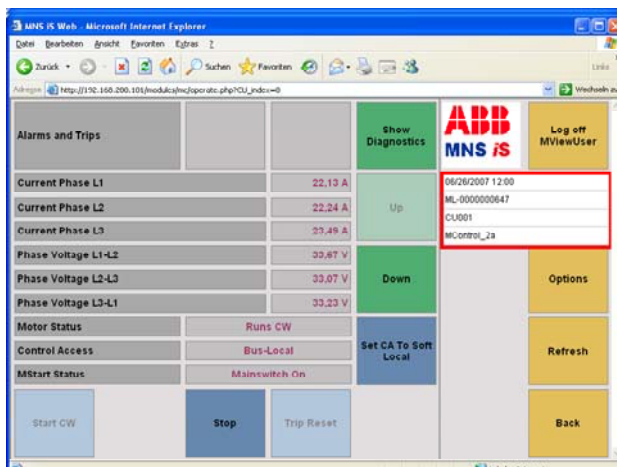 MNS iS Web - Microsoft Internet Explorer
Datei Bearbeiten Ansicht Favoriten Extras ?
Zurück Suchen Favoriten Links
Adresse http://192.168.200.101/modules/mc/operate.php?CU_index=0 Wechseln zu
Alarms and Trips
Show Diagnostics
ABB
MNS iS
Log off MViewUser
Current Phase L1 22,13 A
Current Phase L2 22,24 A
Current Phase L3 23,49 A
Up
06/26/2007 12:00
ML-0000000647
CU001
MControl_2a
Phase Voltage L1-L2 33,67 V
Phase Voltage L2-L3 33,07 V
Phase Voltage L3-L1 33,23 V
Down
Options
Motor Status Runs CW
Control Access Bus-Local
MStart Status Mainswitch On
Set CA To Soft Local
Refresh
Start CW
Stop
Trip Reset
Back